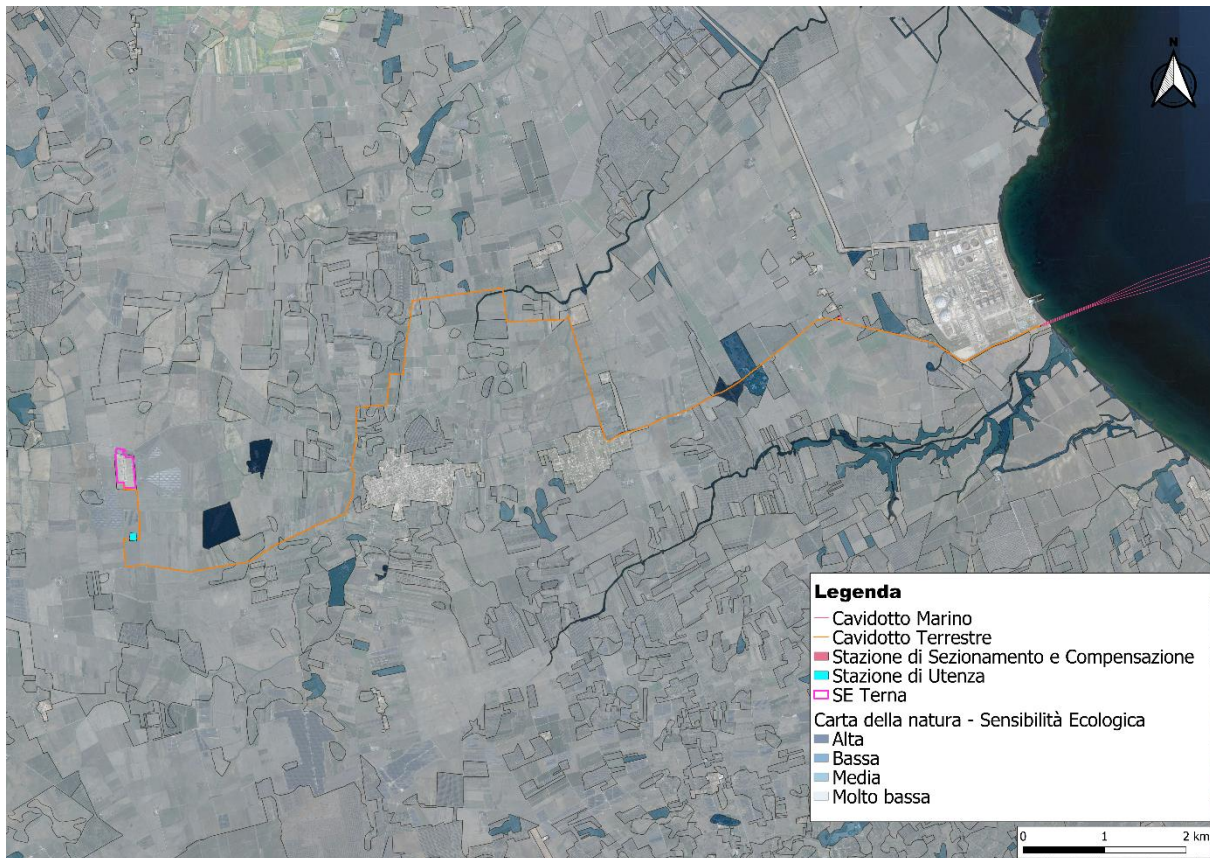 N
Legenda
Cavidotto Marino
Cavidotto Terrestre
Stazione di Sezionamento e Compensazione
Stazione di Utenza
SE Terna
Carta della natura - Sensibilità Ecologica
Alta
Bassa
Media
Molto bassa
0 1 2 km